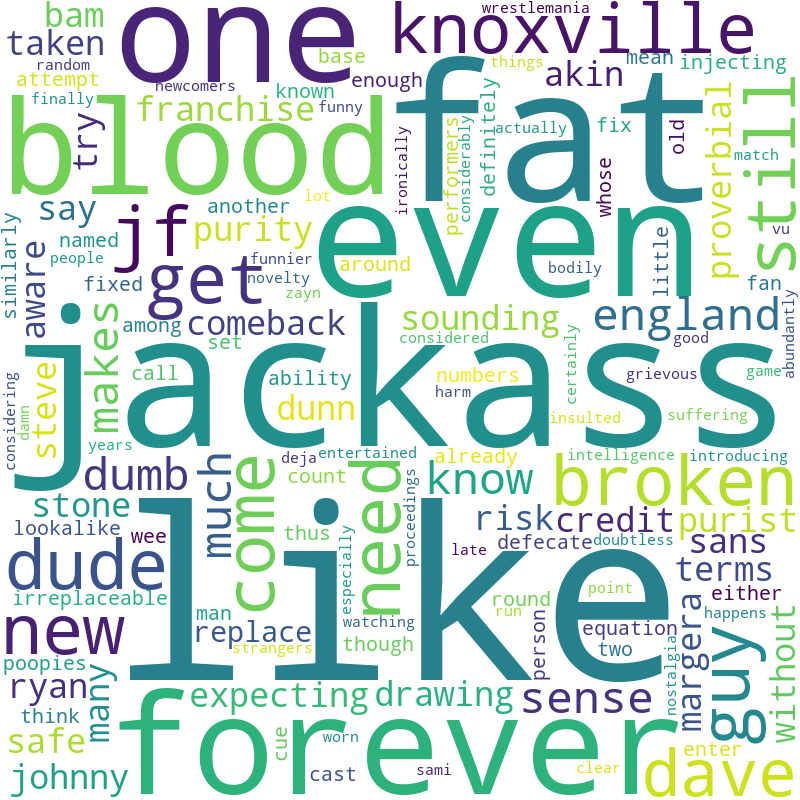 wrestlemania
bam
one
knoxville
taken
random
attempt
finally
newcomers
franchise
known
funny
base
enough
things
akin
mean
injecting
try
blood
fat
ironically
performers
considerably
definitely
actually
fix
whose
old
proverbial
match
still
vu
say
another
lot
jf
purity
named
people
similarly
aware
fixed
get
funnier
novelty
zayn
around
even
bodily
little
fan
abundantly
among
comeback
sounding
england
makes
set
considered
certainly
good
jackass
call
ability
numbers
grievous
game
steve
dunn
harm
insulted
suffering
considering
damn
years
dumb
deja
entertained
already
intelligence
introducing
much
come
count
need
know
broken
stone
lookalike
wee
risk
credit
purist
thus
proceedings
defecate
doubtless
sans
dude
especially
terms
irreplaceable
man
like
round
point
either
new
replace
watching
run
equation
happens
strangers
though
person
two
margera
nostalgia
without
poopies
many
ryan
think
expecting
drawing
sense
guy
safe
forever
cue
enter
johnny
cast
worn
sami
late
clear
dave